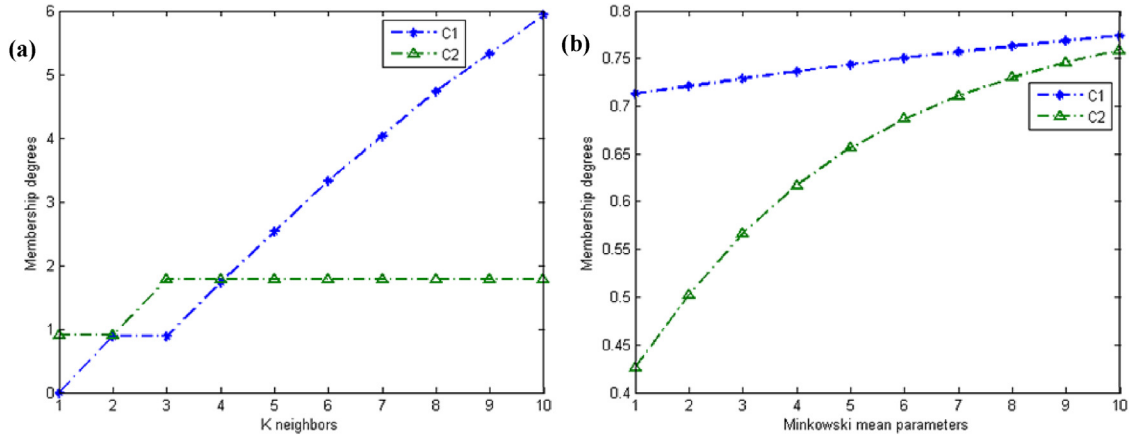 (a)
C1
C2
Membership degrees
6
5
4
3
2
1
0
1 2 3 4 5 6 7 8 9 10
K neighbors
(b)
C1
C2
Membership degrees
0.8
0.75
0.7
0.65
0.6
0.55
0.5
0.45
0.4
1 2 3 4 5 6 7 8 9 10
Minkowski mean parameters